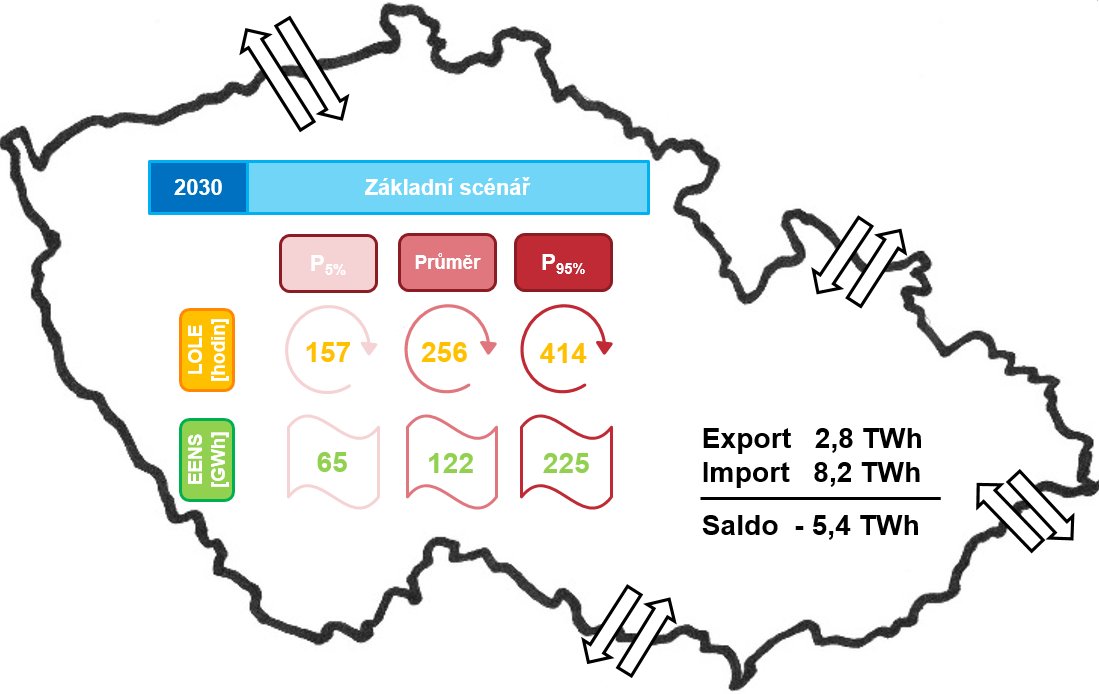 2030 Základní scénář
P5% Průměr P95%
LOLE
[hodin]
157 256 414
EENS
[GWh]
65 122 225
Export 2,8 TWh
Import 8,2 TWh
Saldo - 5,4 TWh